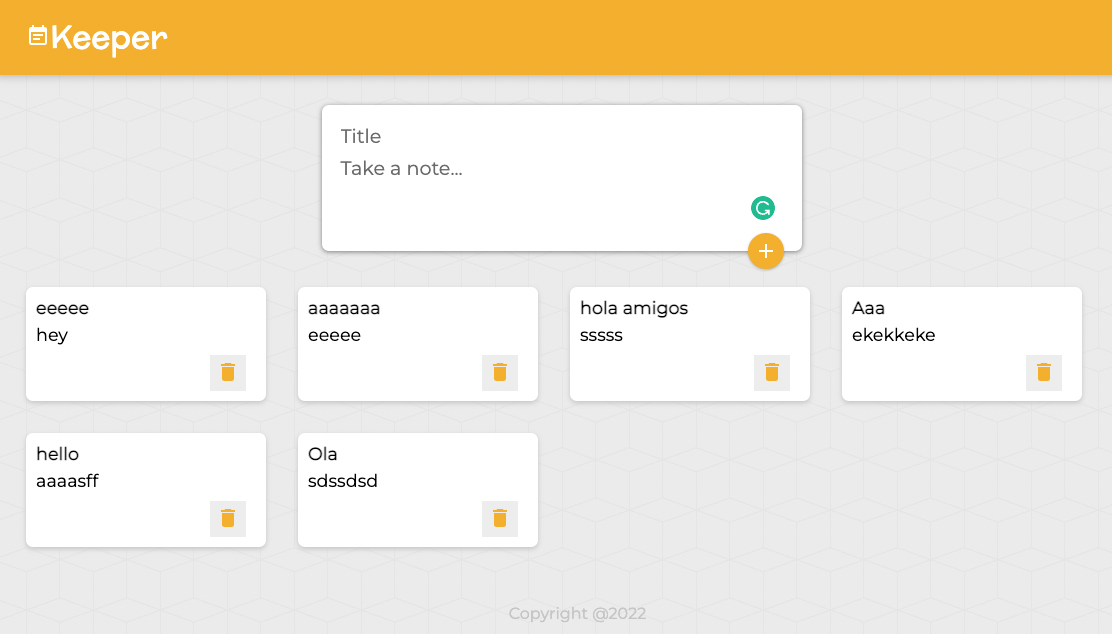 Keeper
Title
Take a note...
eeeee
hey
aaaaaaa
eeeee
hola amigos
sssss
Aaa
ekekkeke
hello
aaaasff
Ola
sdssdsd
Copyright @2022